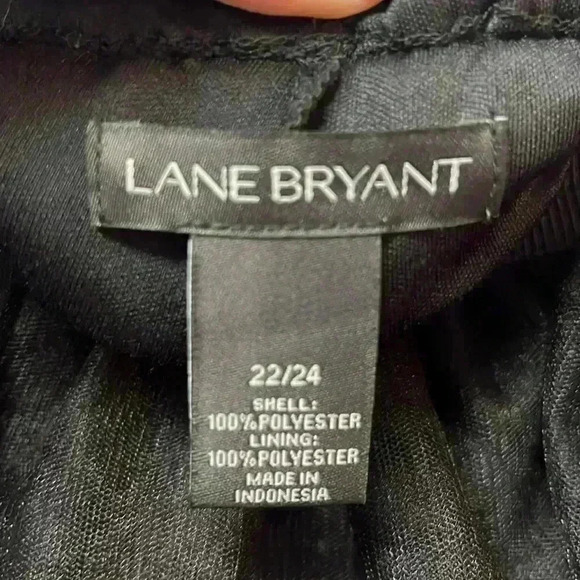 LANE BRYANT
22/24
SHELL:
100%POLYESTER
LINING:
100%POLYESTER
MADE IN
INDONESIA